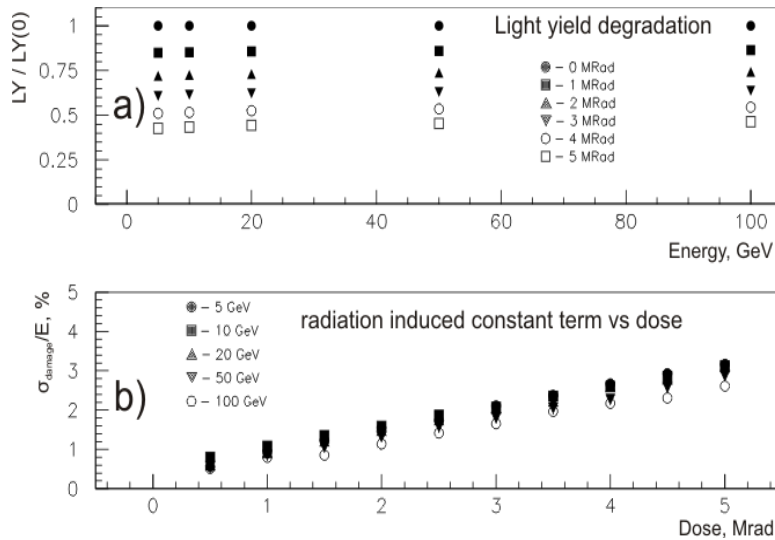 Light yield degradation
LY / LY(0)
1
0.75
0.5
0.25
0
a)
- 0 MRad
- 1 MRad
- 2 MRad
- 3 MRad
- 4 MRad
- 5 MRad
0 20 40 60 80 100
Energy, GeV
σdamage/E, %
5
4
3
2
1
0
b)
- 5 GeV
- 10 GeV
- 20 GeV
- 50 GeV
- 100 GeV
radiation induced constant term vs dose
0 1 2 3 4 5
Dose, Mrad